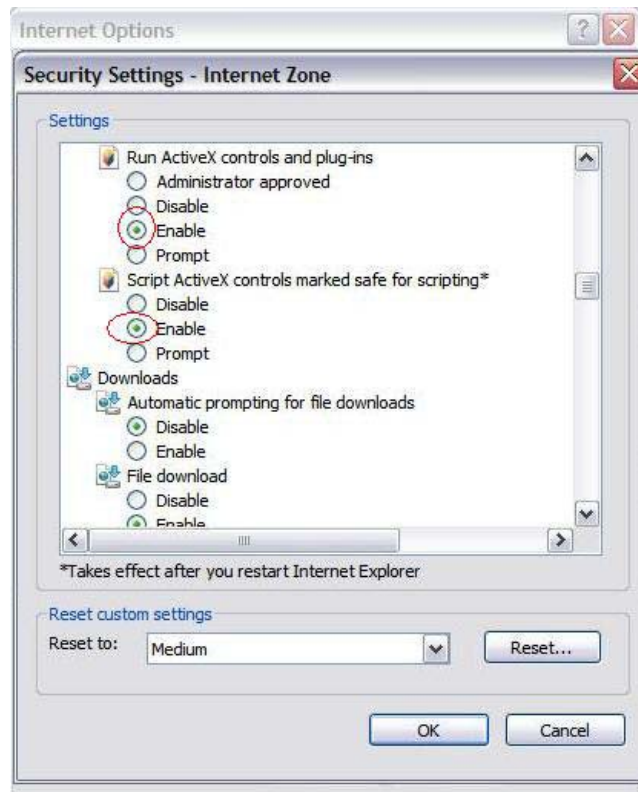 Internet Options
Security Settings - Internet Zone
Settings
Run ActiveX controls and plug-ins
Administrator approved
Disable
Enable
Prompt
Script ActiveX controls marked safe for scripting*
Disable
Enable
Prompt
Downloads
Automatic prompting for file downloads
Disable
Enable
File download
Disable
Enable
*Takes effect after you restart Internet Explorer
Reset custom settings
Reset to: Medium Reset...
OK Cancel